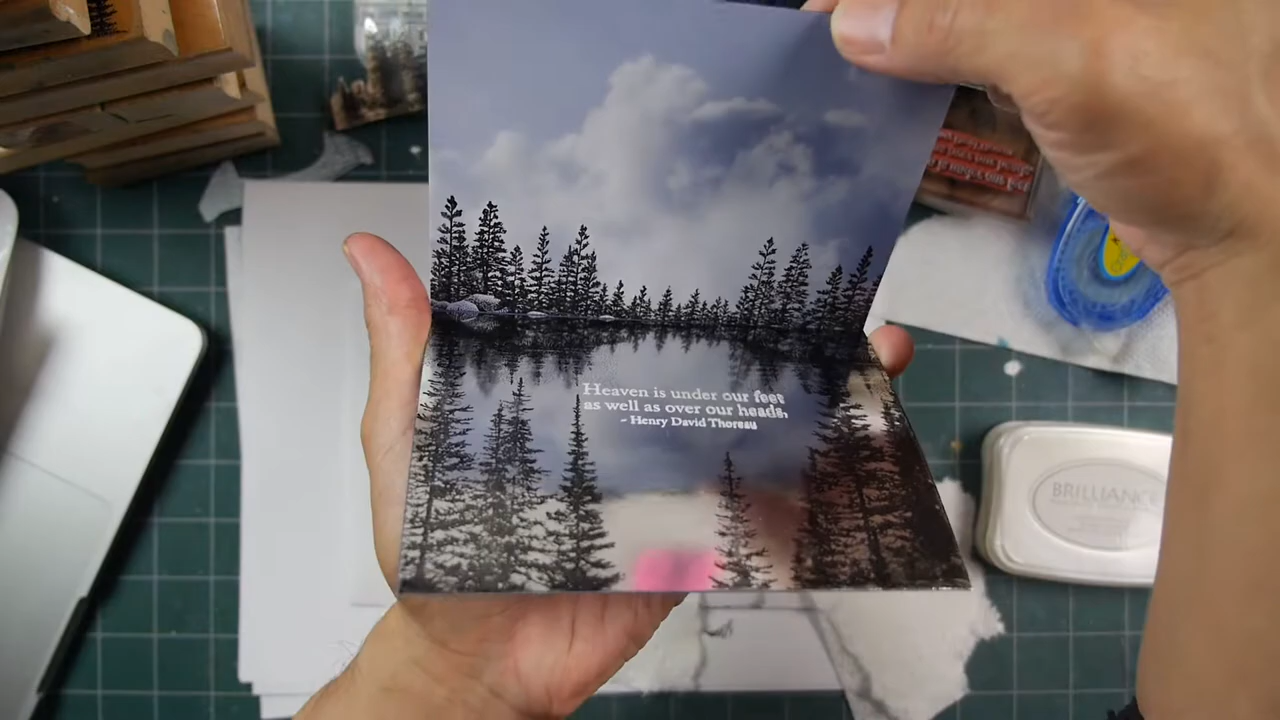 Heaven is under our feet
as well as over our heads.
- Henry David Thoreau
BRILLIANCE